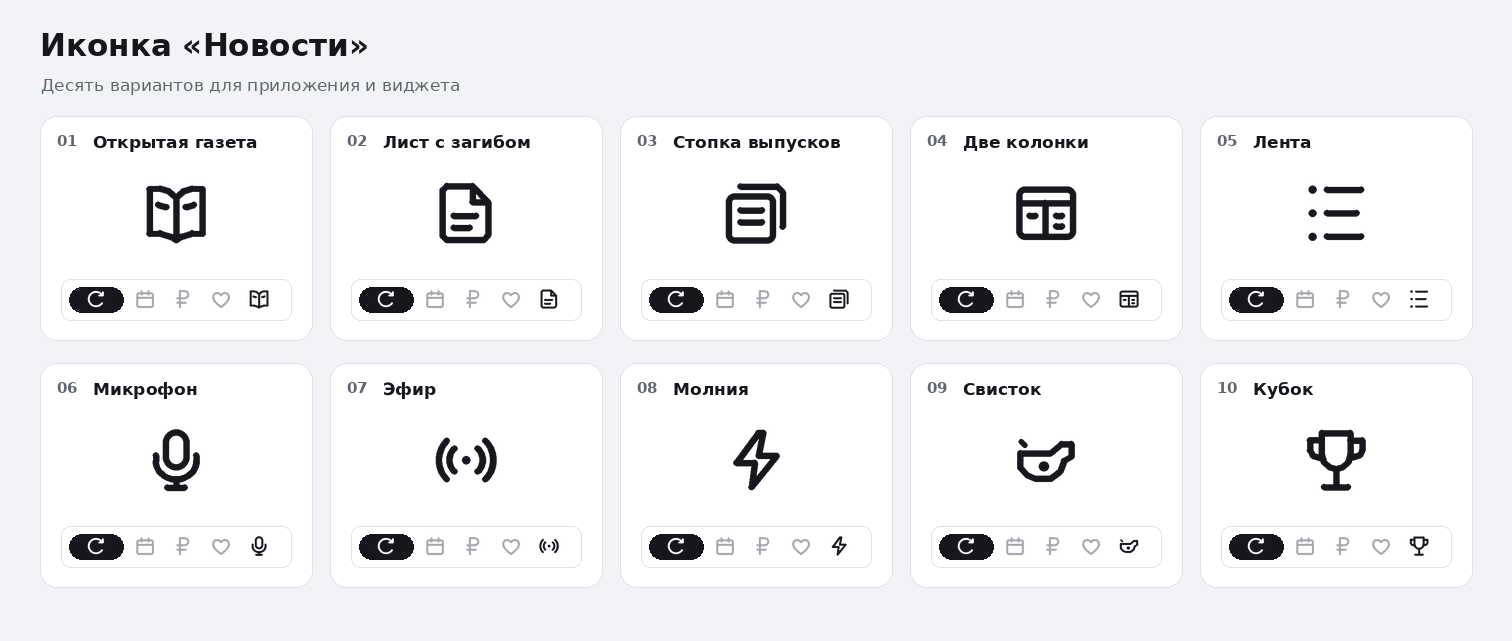 Иконка «Новости»
Десять вариантов для приложения и виджета
01 Открытая газета
02 Лист с загибом
03 Стопка выпусков
04 Две колонки
05 Лента
06 Микрофон
07 Эфир
08 Молния
09 Свисток
10 Кубок